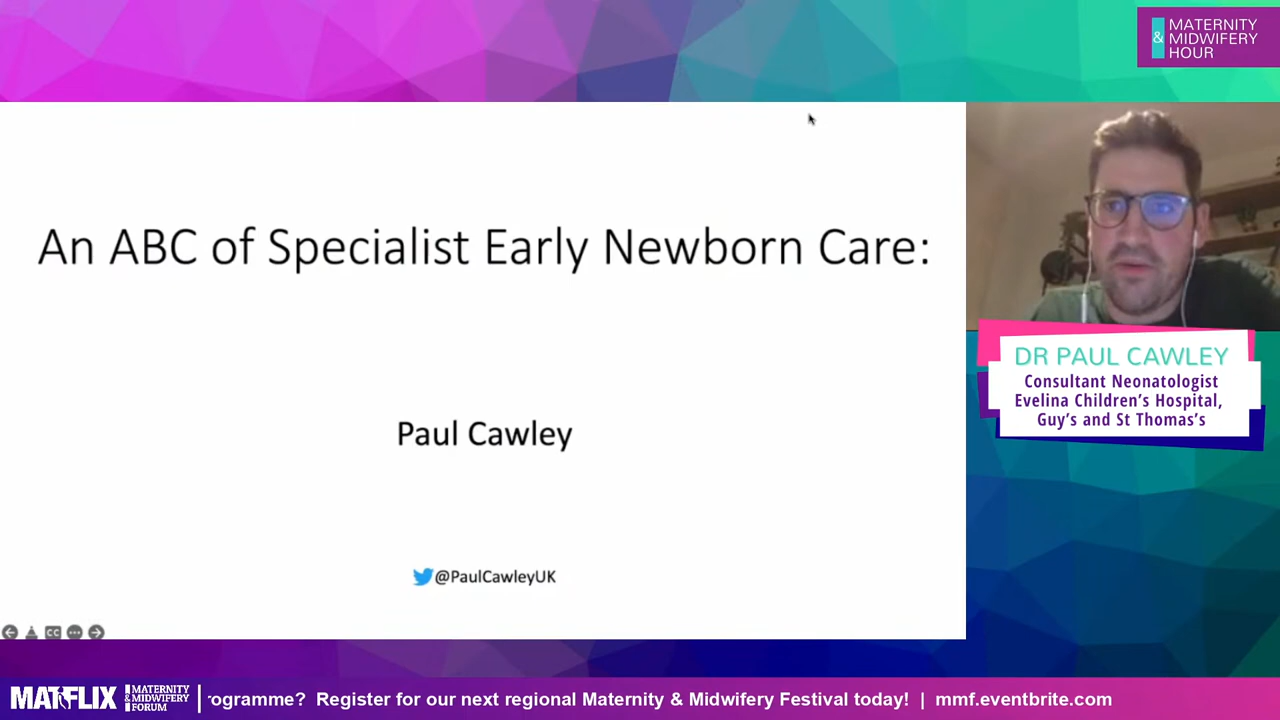 MATERNITY
& MIDWIFERY
HOUR
An ABC of Specialist Early Newborn Care:
Paul Cawley
@PaulCawleyUK
DR PAUL CAWLEY
Consultant Neonatologist
Evelina Children's Hospital,
Guy's and St Thomas's
CC
MATFLIX
MATERNITY
& MIDWIFERY
FORUM
rogramme? Register for our next regional Maternity & Midwifery Festival today! | mmf.eventbrite.com